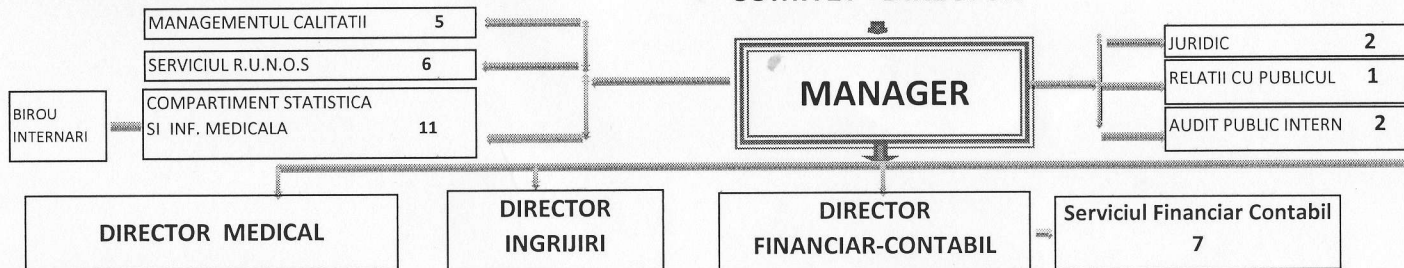 MANAGEMENTUL CALITATII 5
SERVICIUL R.U.N.O.S 6
BIROU
INTERNARI
COMPARTIMENT STATISTICA
SI INF. MEDICALA 11
MANAGER
JURIDIC 2
RELATII CU PUBLICUL 1
AUDIT PUBLIC INTERN 2
DIRECTOR MEDICAL
DIRECTOR
INGRIJIRI
DIRECTOR
FINANCIAR-CONTABIL
Serviciul Financiar Contabil
7